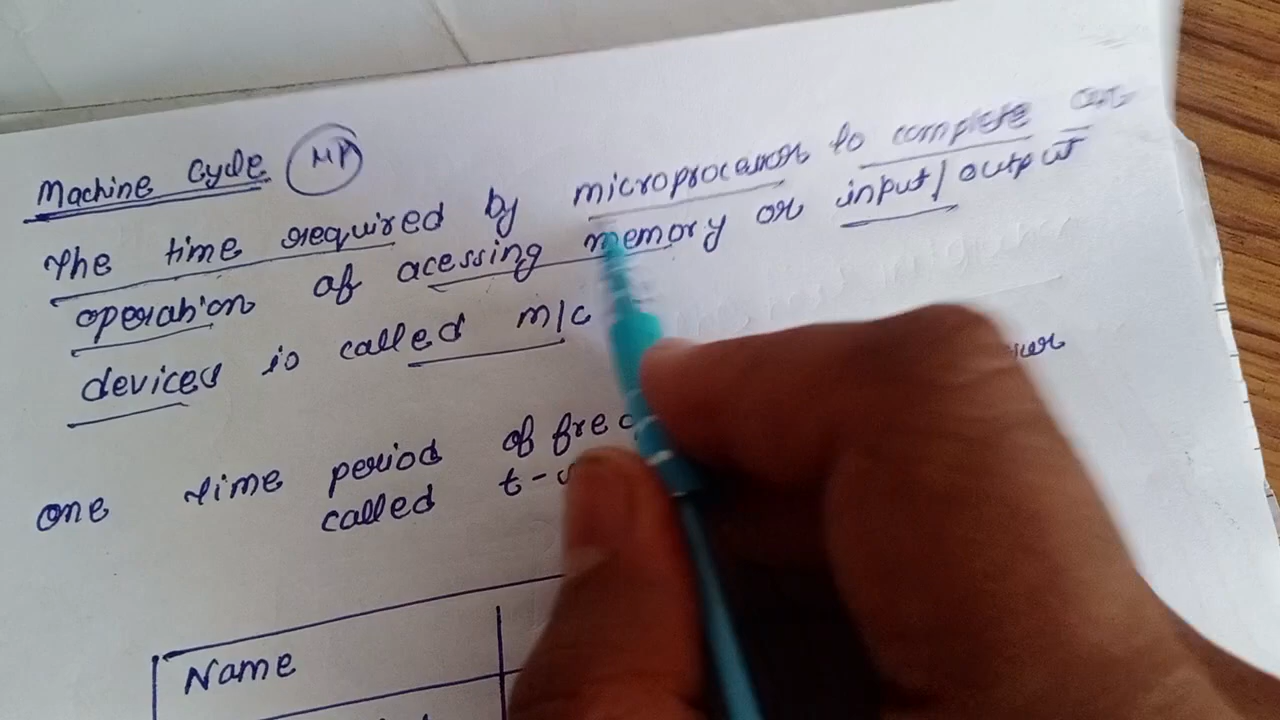 Machine Cycle MP
The time required by microprocessor to complete an
operation of acessing memory or input/output
devices is called m/c
one time period of freq
called t-s
Name